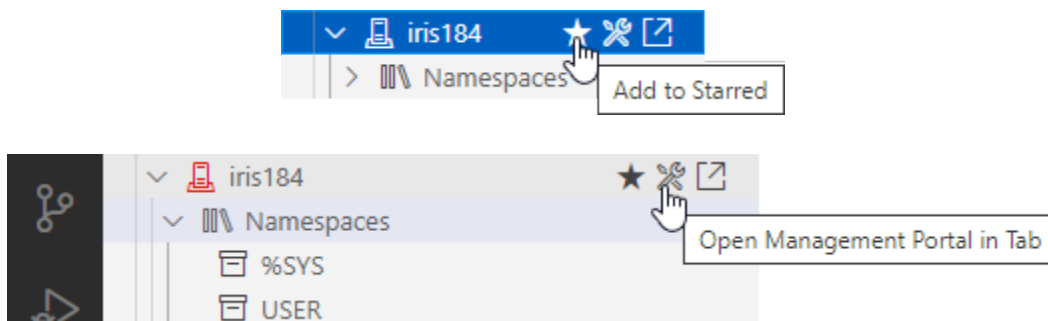 iris184
Namespaces
Add to Starred
iris184
Namespaces
Open Management Portal in Tab
%SYS
USER